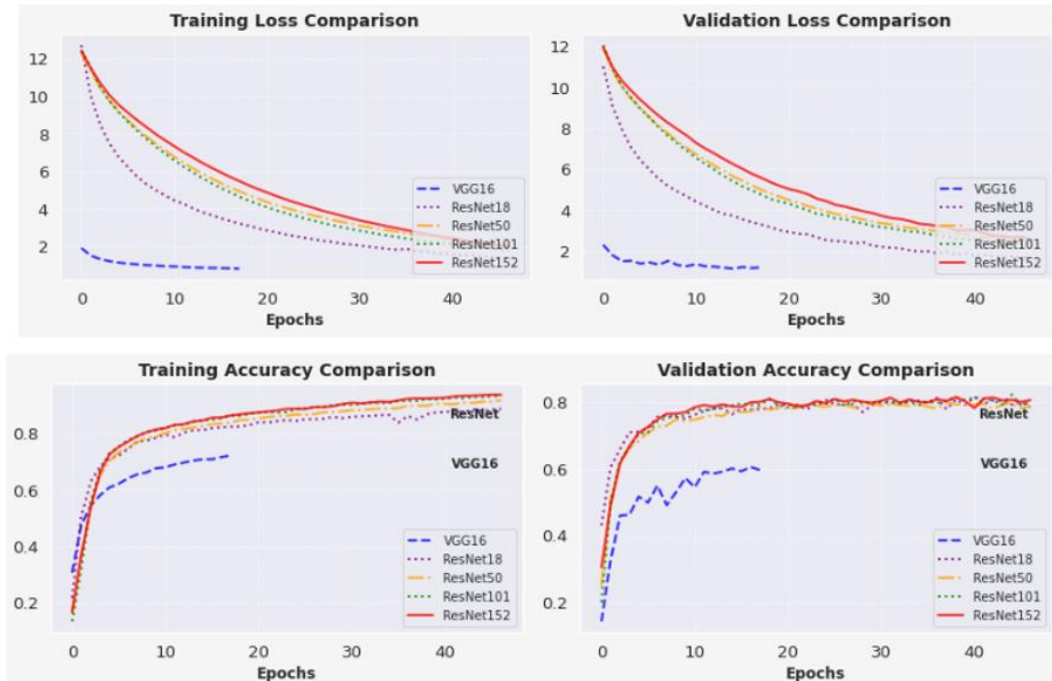 Training Loss Comparison
12
10
8
6
4
2
0
10
20
30
40
Epochs
VGG16
ResNet18
ResNet50
ResNet101
ResNet152
Validation Loss Comparison
12
10
8
6
4
2
0
10
20
30
40
Epochs
VGG16
ResNet18
ResNet50
ResNet101
ResNet152
Training Accuracy Comparison
0.8
0.6
0.4
0.2
0
10
20
30
40
Epochs
ResNet
VGG16
VGG16
ResNet18
ResNet50
ResNet101
ResNet152
Validation Accuracy Comparison
0.8
0.6
0.4
0.2
0
10
20
30
40
Epochs
ResNet
VGG16
VGG16
ResNet18
ResNet50
ResNet101
ResNet152